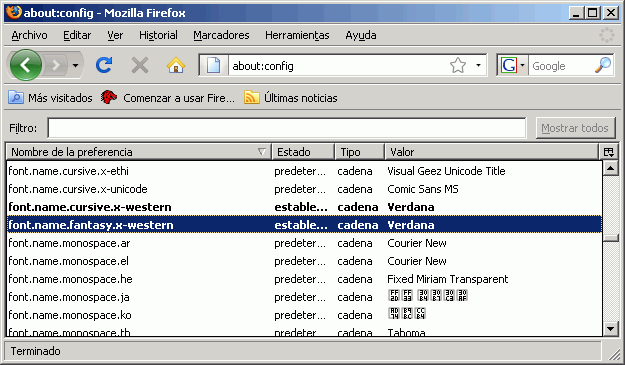 about:config - Mozilla Firefox
Archivo Editar Ver Historial Marcadores Herramientas Ayuda
about:config Google
Más visitados Comenzar a usar Fire... Últimas noticias
Filtro: Mostrar todos
Nombre de la preferencia Estado Tipo Valor
font.name.cursive.x-ethi predeter... cadena Visual Geez Unicode Title
font.name.cursive.x-unicode predeter... cadena Comic Sans MS
font.name.cursive.x-western estable... cadena Verdana
font.name.fantasy.x-western estable... cadena Verdana
font.name.monospace.ar predeter... cadena Courier New
font.name.monospace.el predeter... cadena Courier New
font.name.monospace.he predeter... cadena Fixed Miriam Transparent
font.name.monospace.ja predeter... cadena
font.name.monospace.ko predeter... cadena
font.name.monospace.th predeter... cadena Tahoma
Terminado